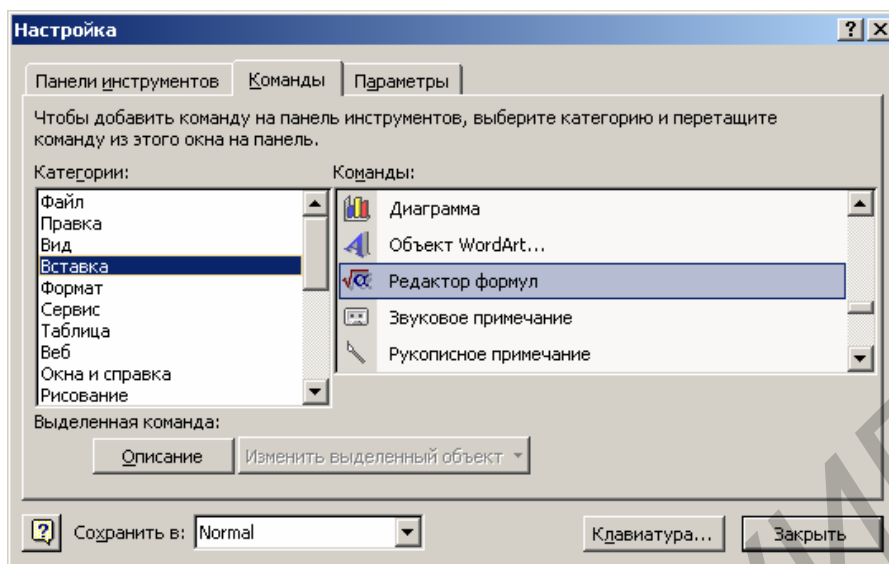 Настройка
Панели инструментов Команды Параметры
Чтобы добавить команду на панель инструментов, выберите категорию и перетащите
команду из этого окна на панель.
Категории: Команды:
Файл
Правка
Вид
Вставка
Формат
Сервис
Таблица
Веб
Окна и справка
Рисование
Диаграмма
Объект WordArt...
Редактор формул
Звуковое примечание
Рукописное примечание
Выделенная команда:
Описание Изменить выделенный объект
Сохранить в: Normal Клавиатура... Закрыть